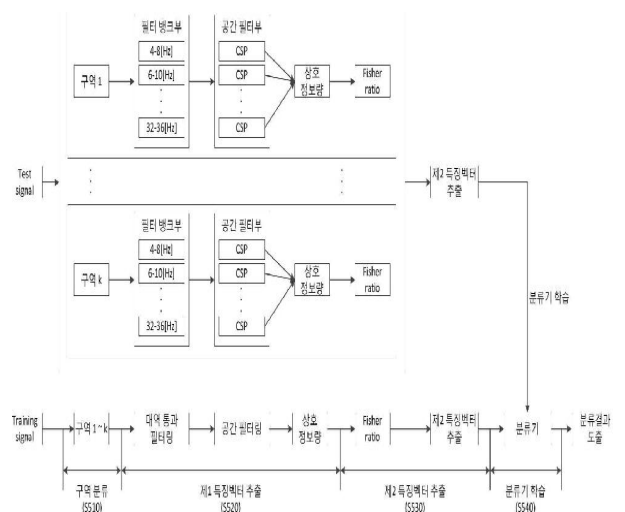 필터 뱅크부
공간 필터부
4-8[Hz]
CSP
구역 1
6-10[Hz]
CSP
상호
정보량
Fisher
ratio
32-36[Hz]
CSP
Test
signal
제2 특징벡터
추출
필터 뱅크부
공간 필터부
4-8[Hz]
CSP
구역 k
6-10[Hz]
CSP
상호
정보량
Fisher
ratio
32-36[Hz]
CSP
분류기 학습
Training
signal
구역 1 ~ k
대역 통과
필터링
공간 필터링
상호
정보량
Fisher
ratio
제2 특징벡터
추출
분류기
분류결과
도출
구역 분류
(S510)
제1 특징벡터 추출
(S520)
제2 특징벡터 추출
(S530)
분류기 학습
(S540)